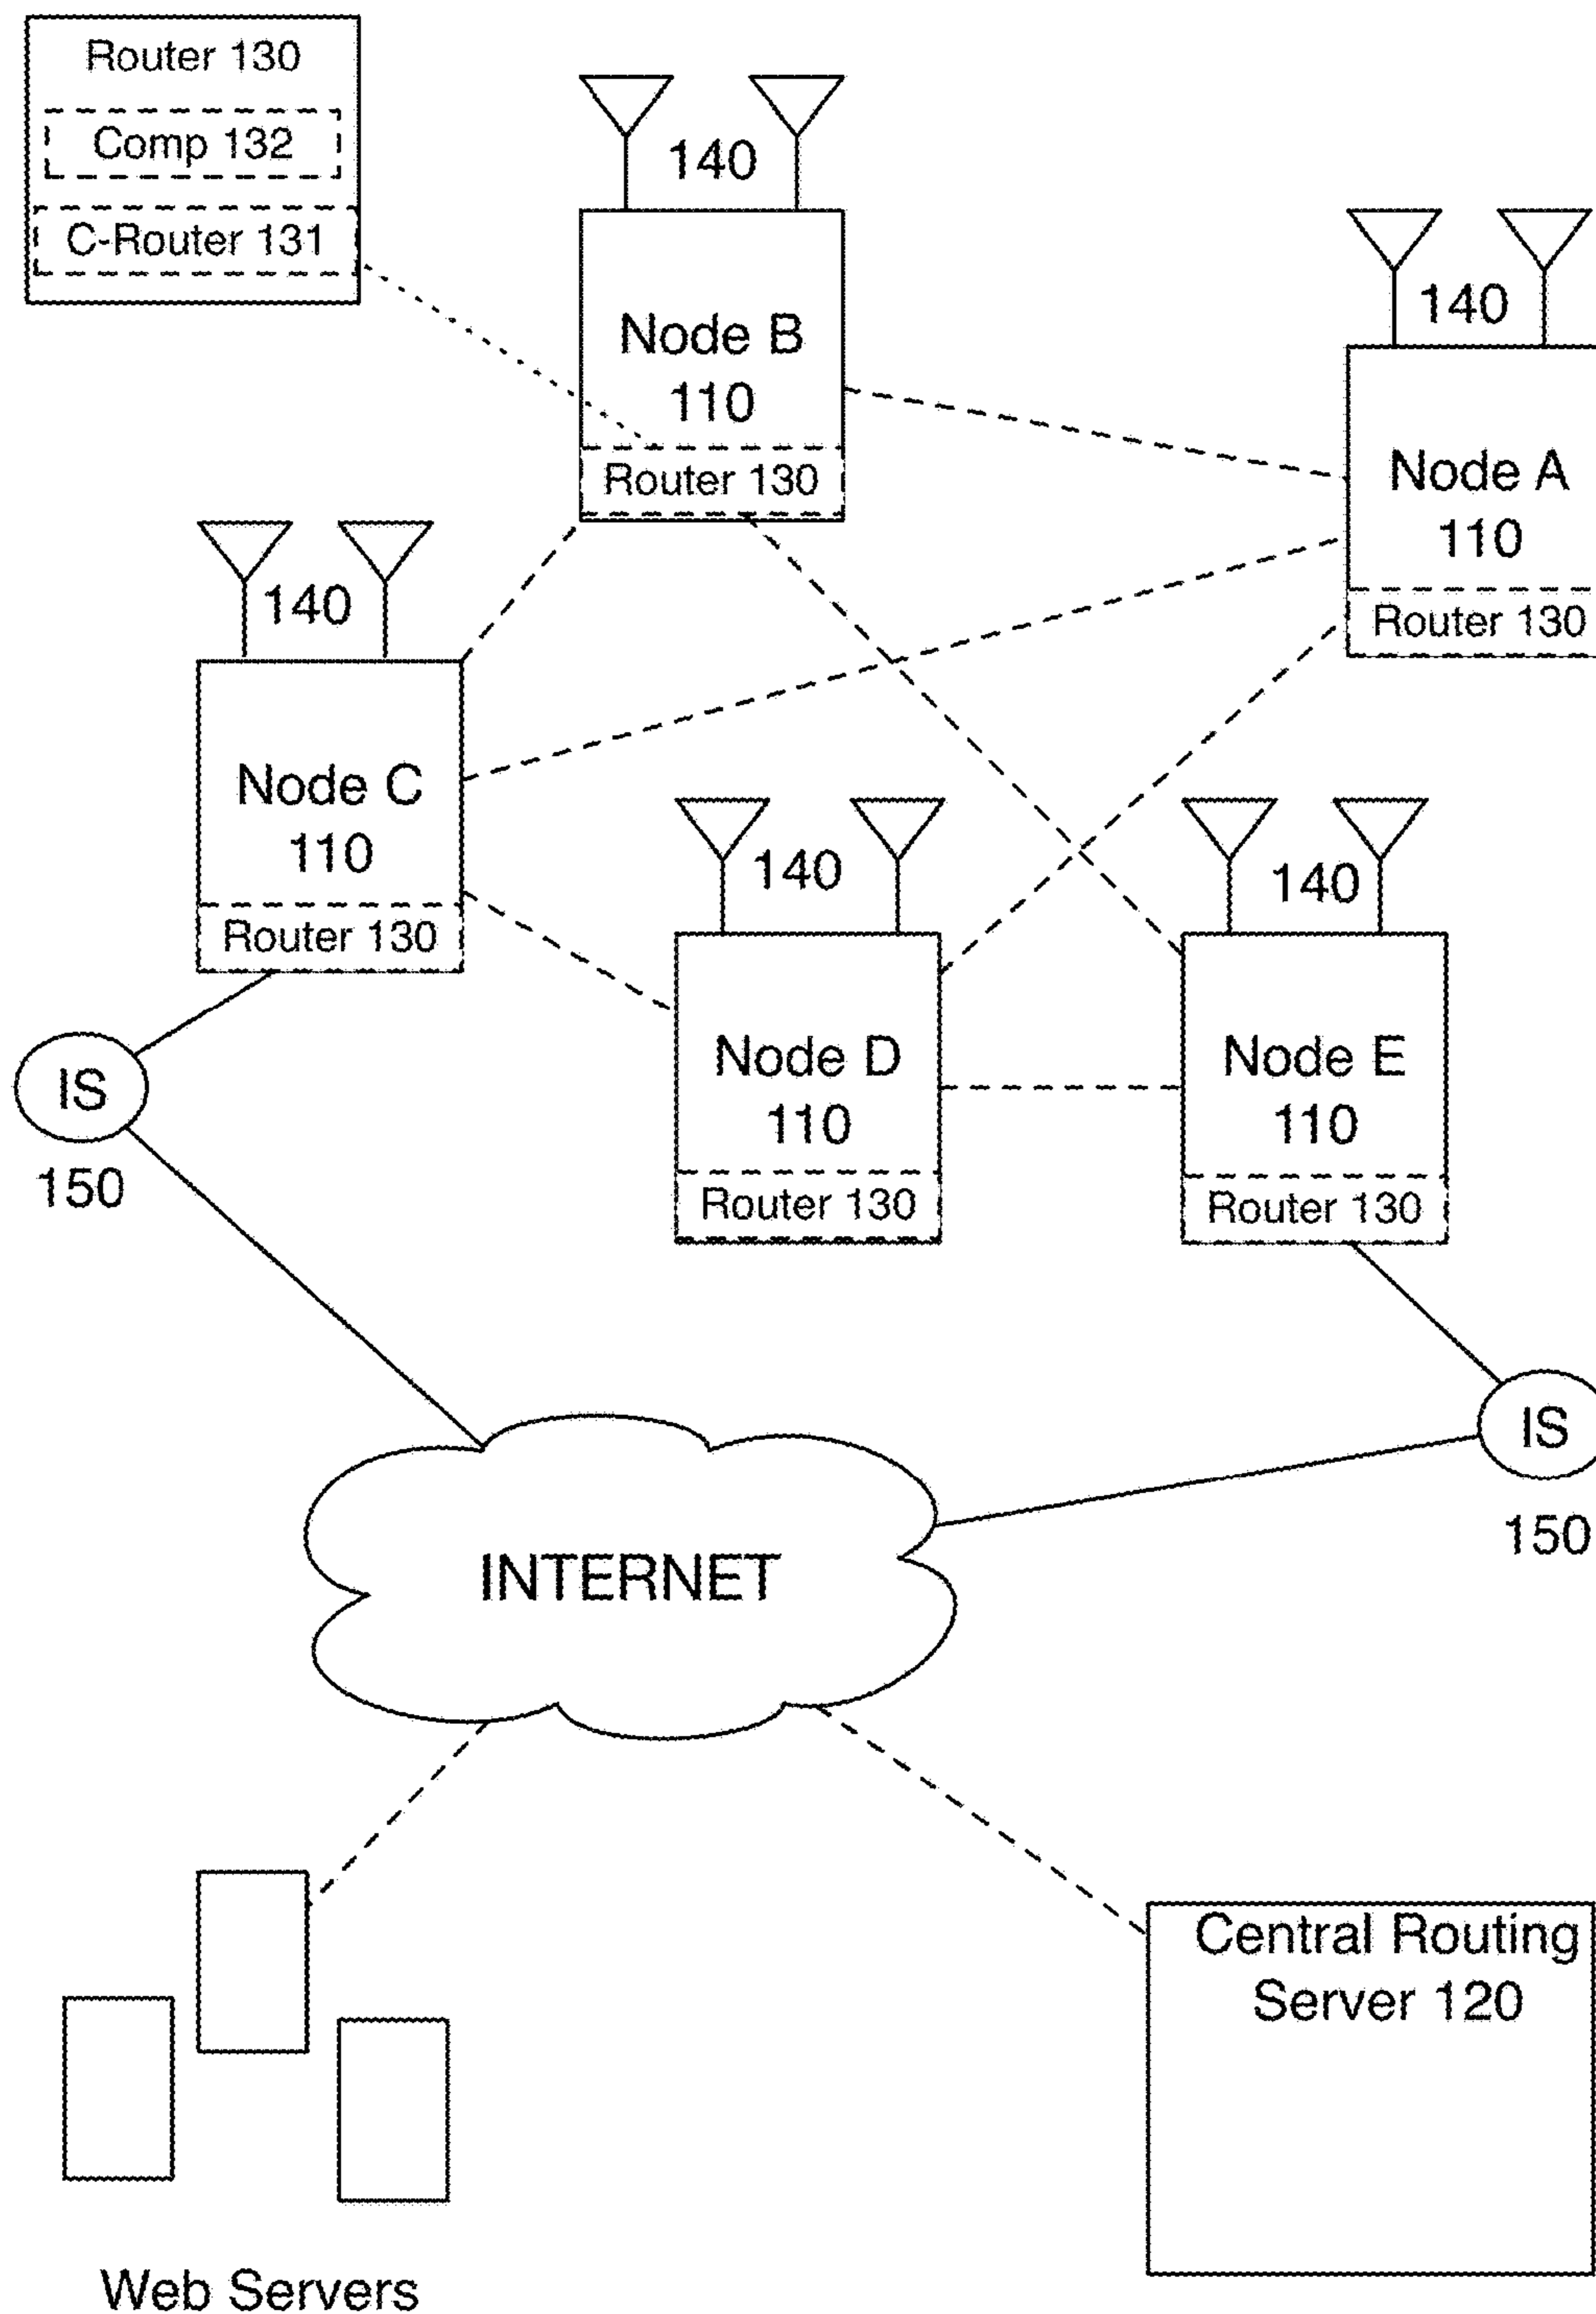 Router 130
Comp 132
C-Router 131
140
Node B
110
Router 130
140
Node A
110
Router 130
140
Node C
110
Router 130
140
Node D
110
Router 130
140
Node E
110
Router 130
IS
150
IS
150
INTERNET
Central Routing
Server 120
Web Servers